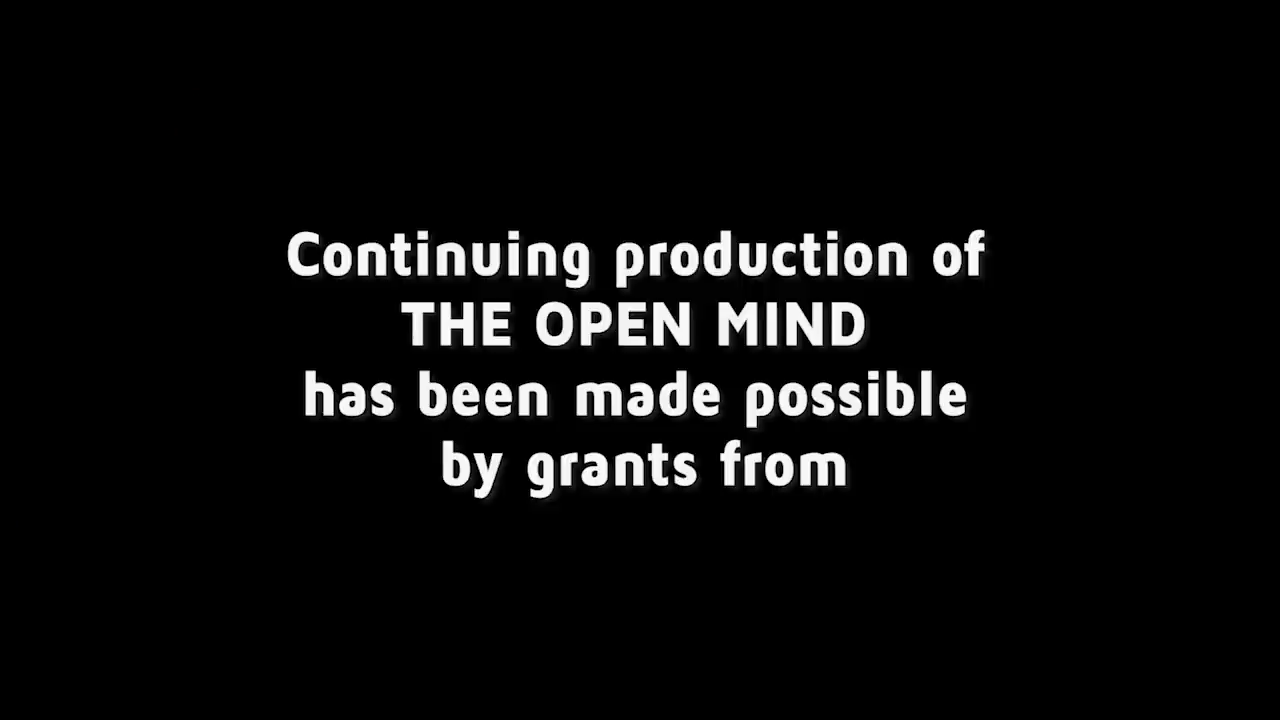 Continuing production of
THE OPEN MIND
has been made possible
by grants from